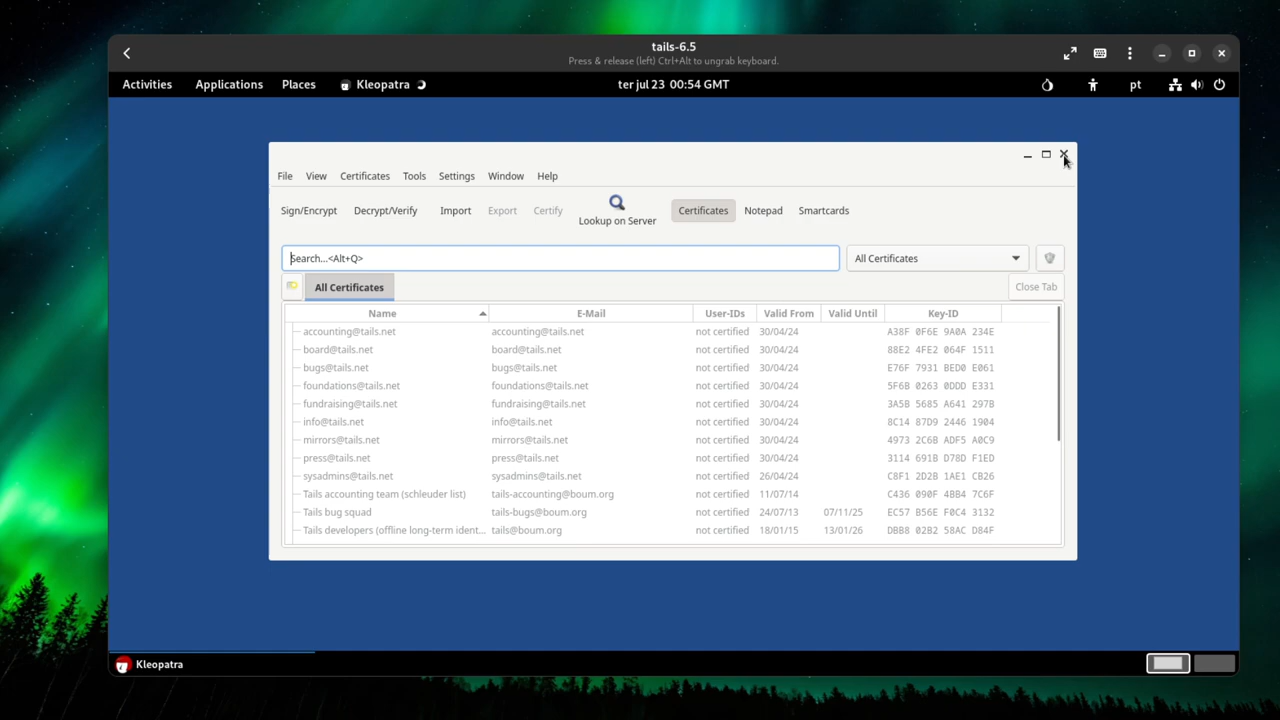 tails-6.5
Press & release (left) Ctrl+Alt to ungrab keyboard.
Activities Applications Places Kleopatra ter jul 23 00:54 GMT pt
File View Certificates Tools Settings Window Help
Sign/Encrypt Decrypt/Verify Import Export Certify Lookup on Server Certificates Notepad Smartcards
Search...<Alt+Q> All Certificates
All Certificates Close Tab
Name E-Mail User-IDs Valid From Valid Until Key-ID
accounting@tails.net accounting@tails.net not certified 30/04/24 A38F 0F6E 9A0A 234E
board@tails.net board@tails.net not certified 30/04/24 88E2 4FE2 064F 1511
bugs@tails.net bugs@tails.net not certified 30/04/24 E76F 7931 BED0 E061
foundations@tails.net foundations@tails.net not certified 30/04/24 5F6B 0263 0DDD E331
fundraising@tails.net fundraising@tails.net not certified 30/04/24 3A5B 5685 A641 297B
info@tails.net info@tails.net not certified 30/04/24 8C14 87D9 2446 1904
mirrors@tails.net mirrors@tails.net not certified 30/04/24 4973 2C6B ADF5 A0C9
press@tails.net press@tails.net not certified 30/04/24 3114 691B D78D F1ED
sysadmins@tails.net sysadmins@tails.net not certified 26/04/24 C8F1 2D2B 1AE1 CB26
Tails accounting team (schleuder list) tails-accounting@boum.org not certified 11/07/14 C436 090F 4BB4 7C6F
Tails bug squad tails-bugs@boum.org not certified 24/07/13 07/11/25 EC57 B56E F0C4 3132
Tails developers (offline long-term ident... tails@boum.org not certified 18/01/15 13/01/26 DBB8 02B2 58AC D84F
Kleopatra